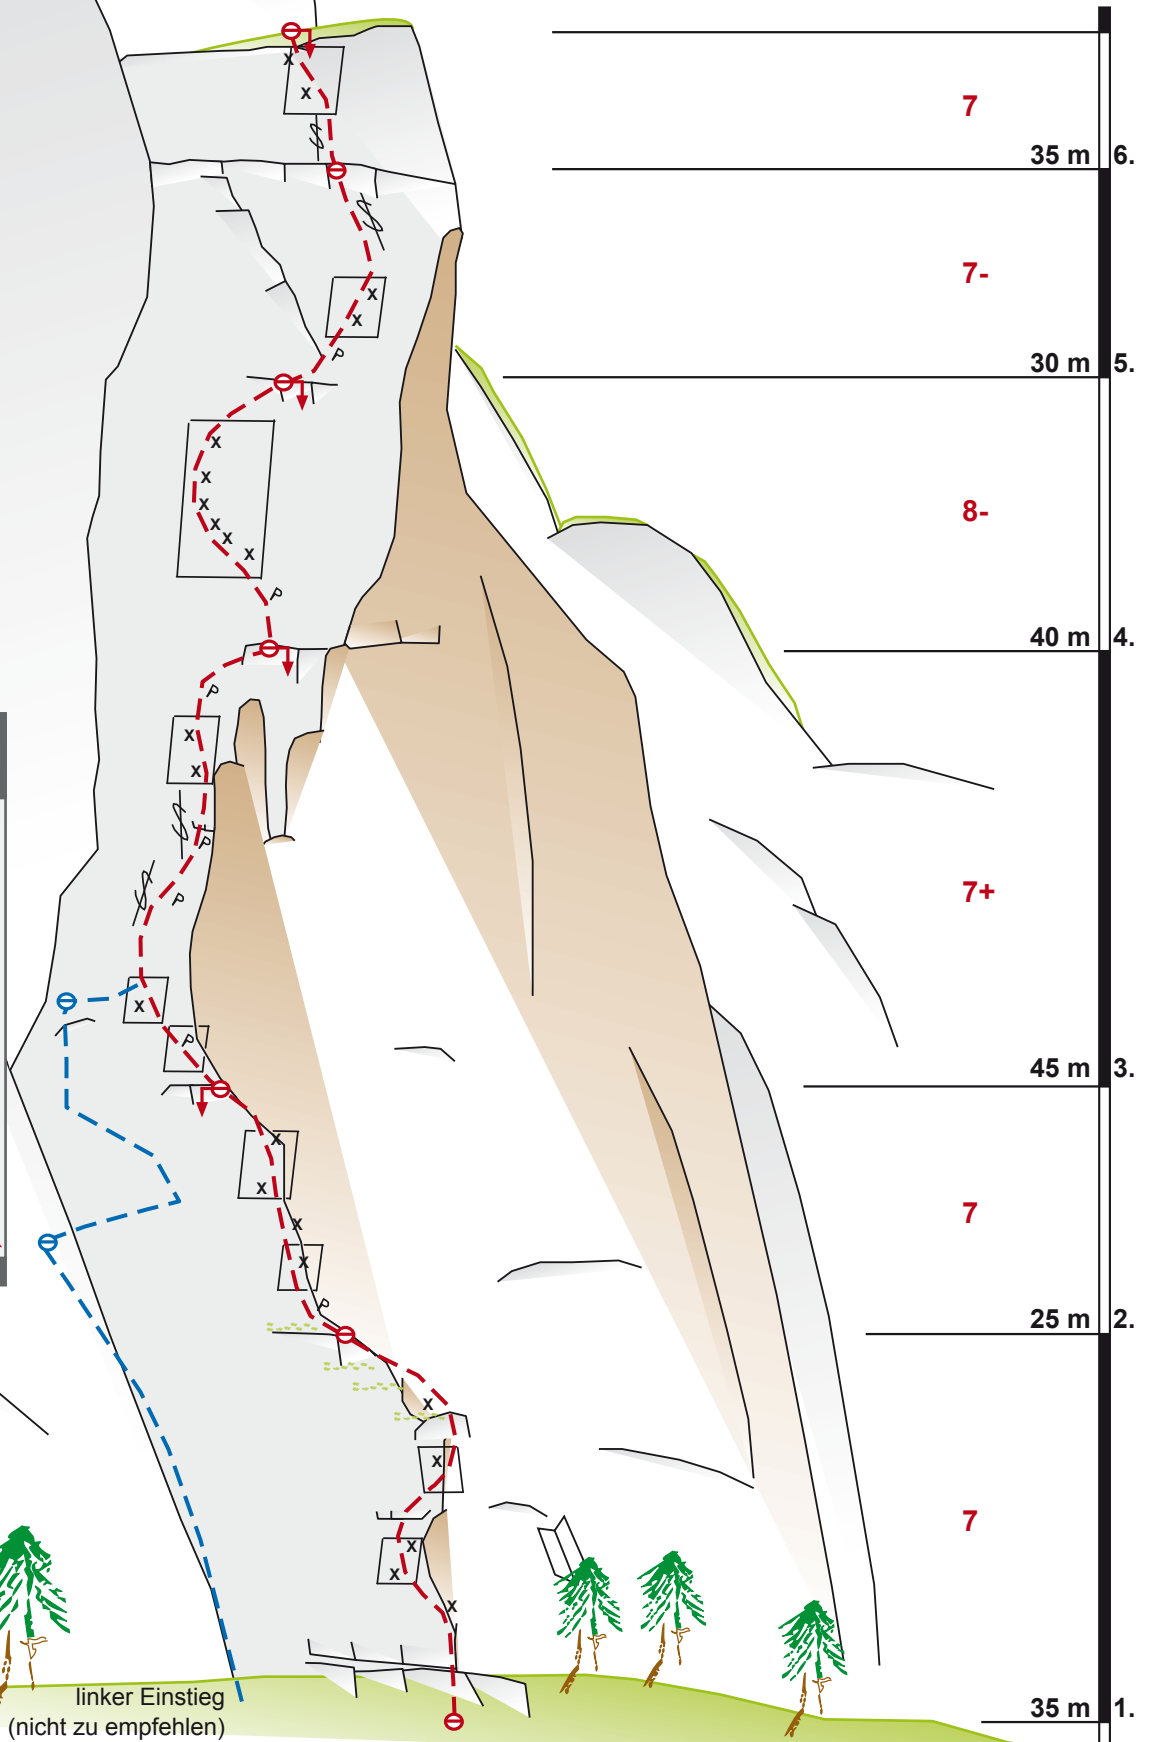 7
35 m 6.
7-
30 m 5.
8-
40 m 4.
7+
45 m 3.
7
25 m 2.
7
linker Einstieg
(nicht zu empfehlen)
35 m 1.
x
x
x
x
P
x
x
x
x
x
x
P
P
x
x
P
P
x
P
x
x
x
x
P
x
x
x
x
x